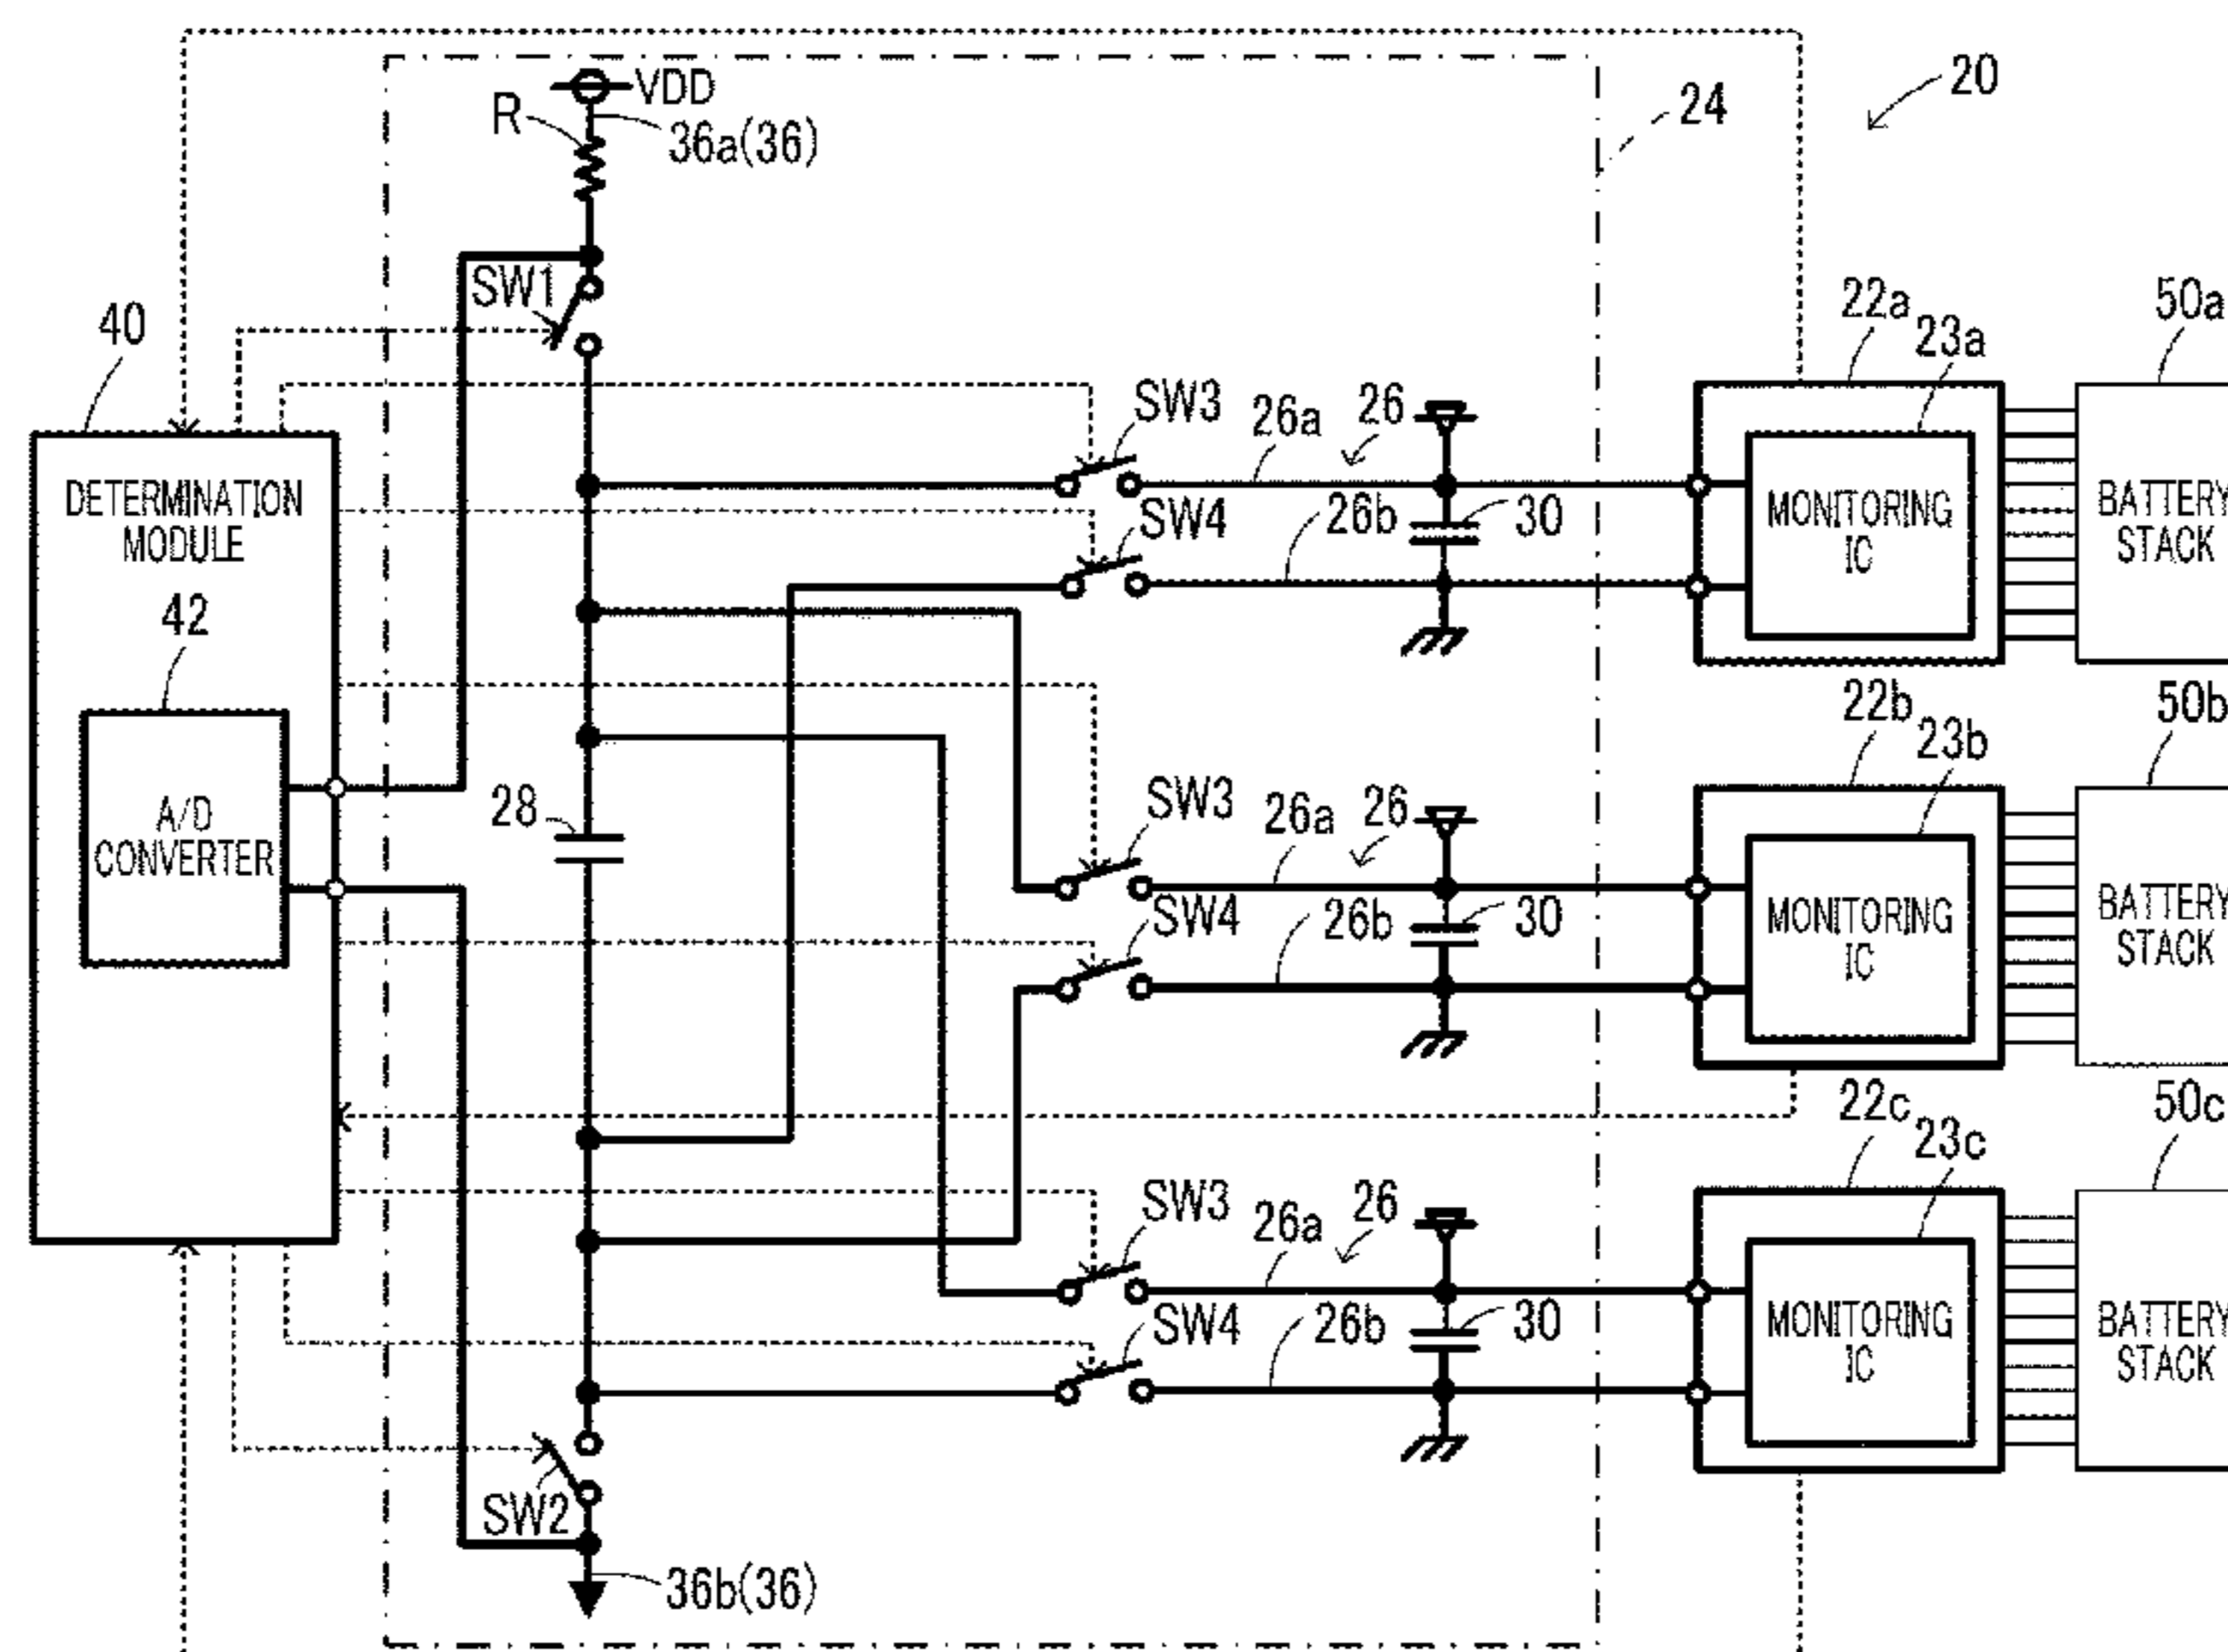 VDD
R
36a(36)
24
20
SW1
40
22a
50a
23a
SW3
26a
26
DETERMINATION
MODULE
SW4
26b
30
MONITORING
IC
BATTERY
STACK
42
22b
50b
23b
A/D
CONVERTER
28
SW3
26a
26
SW4
26b
30
MONITORING
IC
BATTERY
STACK
22c
50c
23c
SW3
26a
26
SW4
26b
30
MONITORING
IC
BATTERY
STACK
SW2
36b(36)